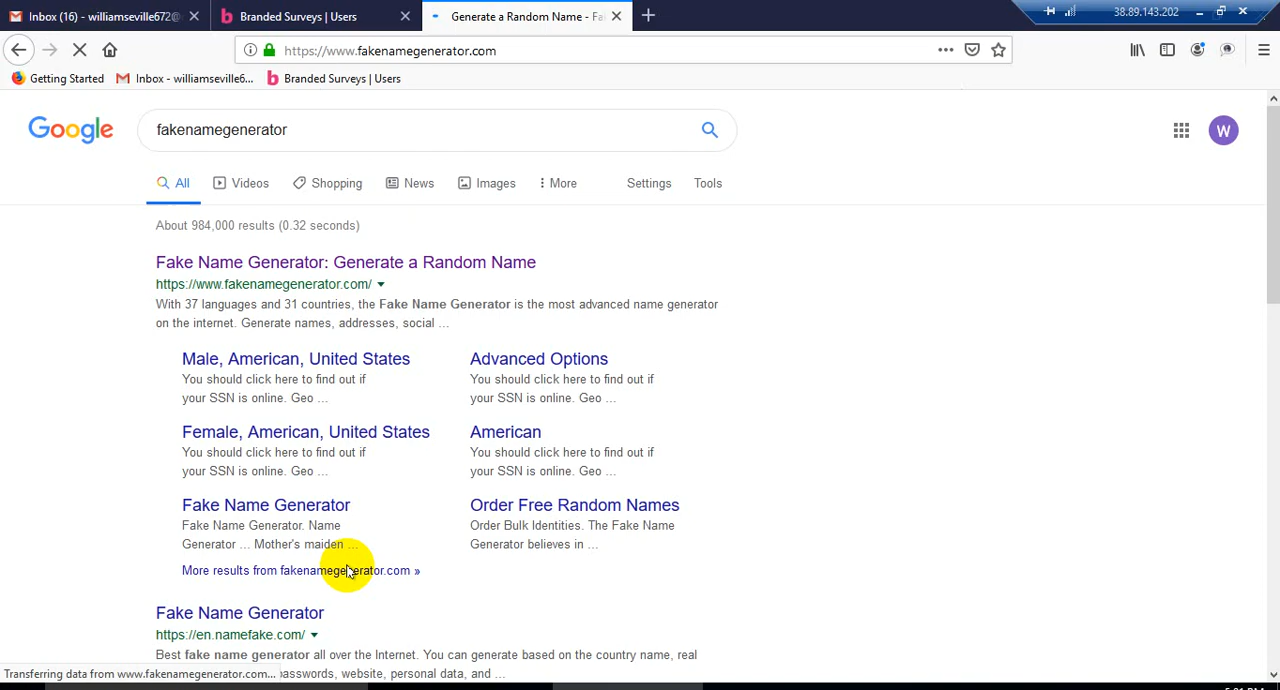 Inbox (16) - williamseville672@
Branded Surveys | Users
Generate a Random Name - Fa
38.89.143.202
https://www.fakenamegenerator.com
Getting Started
Inbox - williamseville6...
Branded Surveys | Users
Google
fakenamegenerator
W
All
Videos
Shopping
News
Images
More
Settings
Tools
About 984,000 results (0.32 seconds)
Fake Name Generator: Generate a Random Name
https://www.fakenamegenerator.com/
With 37 languages and 31 countries, the Fake Name Generator is the most advanced name generator
on the internet. Generate names, addresses, social ...
Male, American, United States
You should click here to find out if
your SSN is online. Geo ...
Advanced Options
You should click here to find out if
your SSN is online. Geo ...
Female, American, United States
You should click here to find out if
your SSN is online. Geo ...
American
You should click here to find out if
your SSN is online. Geo ...
Fake Name Generator
Fake Name Generator. Name
Generator ... Mother's maiden ...
Order Free Random Names
Order Bulk Identities. The Fake Name
Generator believes in ...
More results from fakenamegenerator.com »
Fake Name Generator
https://en.namefake.com/
Best fake name generator all over the Internet. You can generate based on the country name, real
Transferring data from www.fakenamegenerator.com...
passwords, website, personal data, and ...